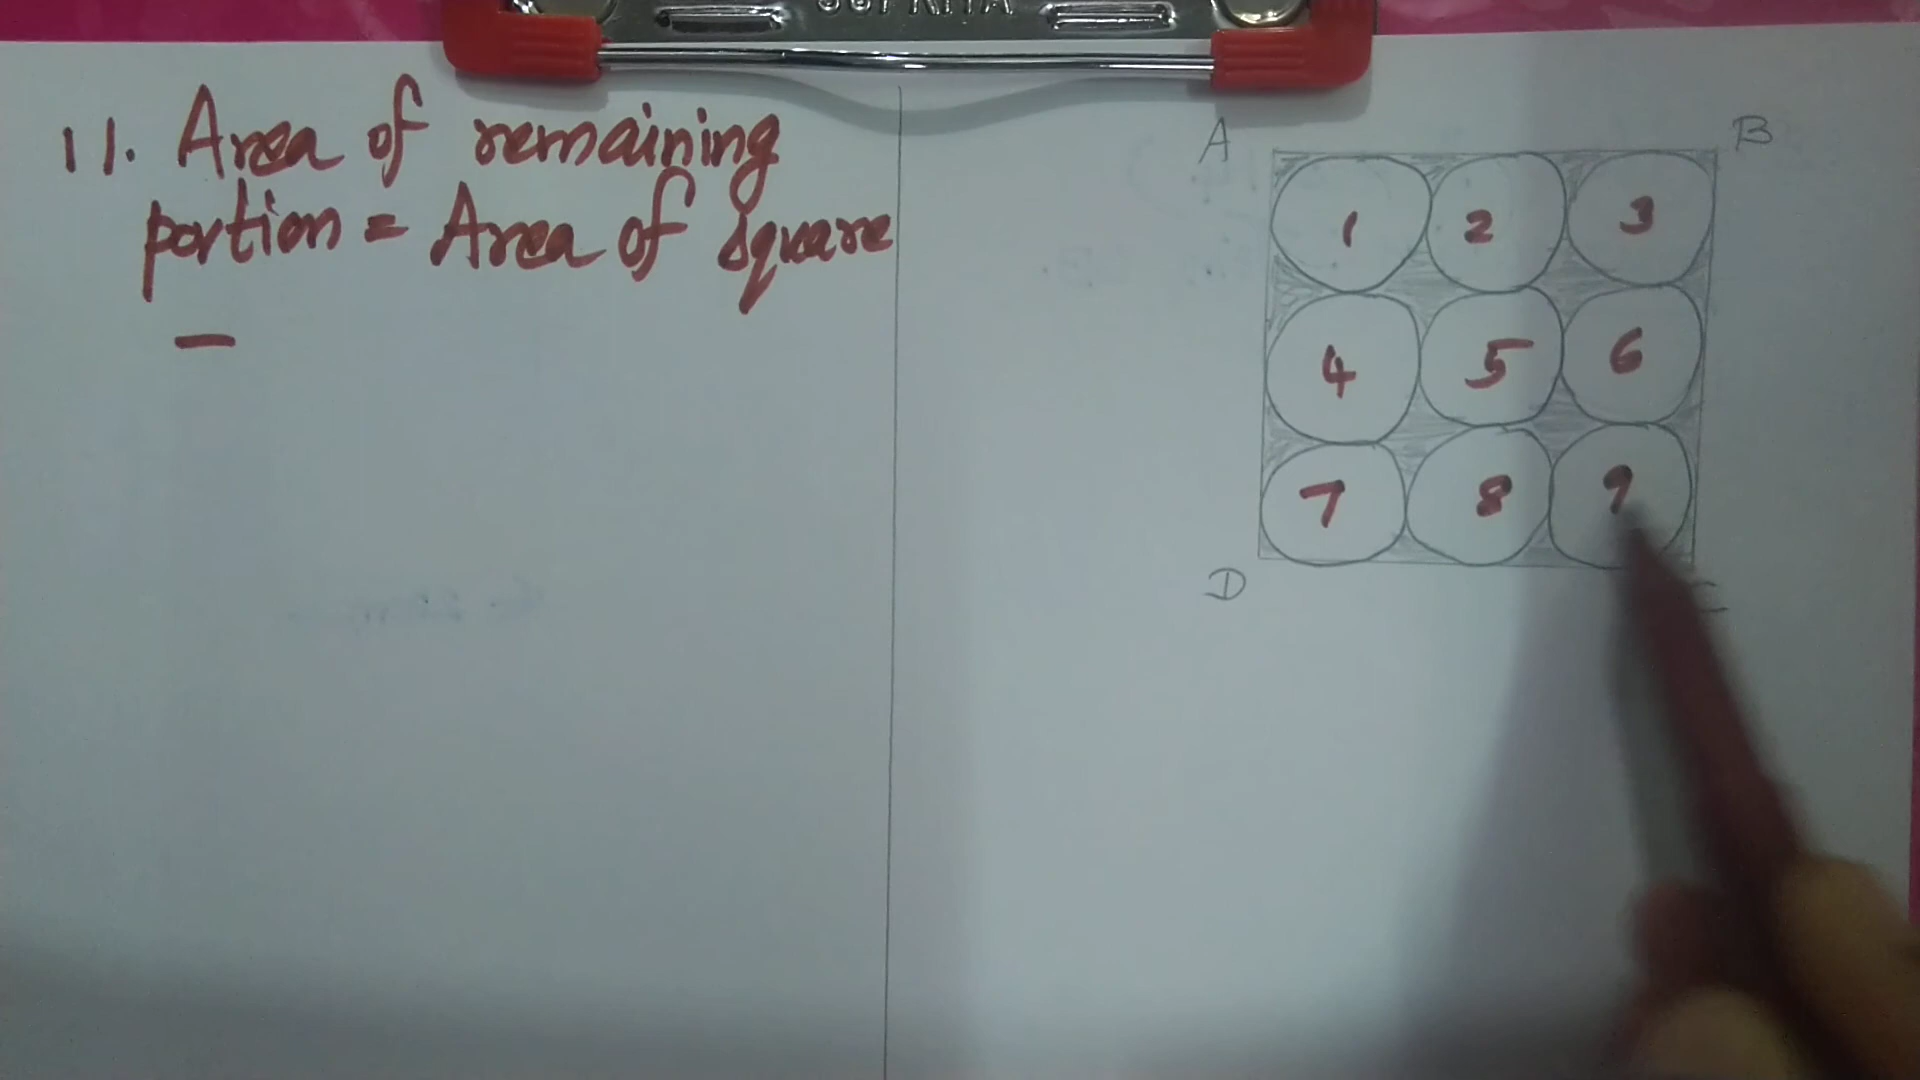 11. Area of remaining
portion = Area of square
-
A
B
1 2 3
4 5 6
7 8 9
D